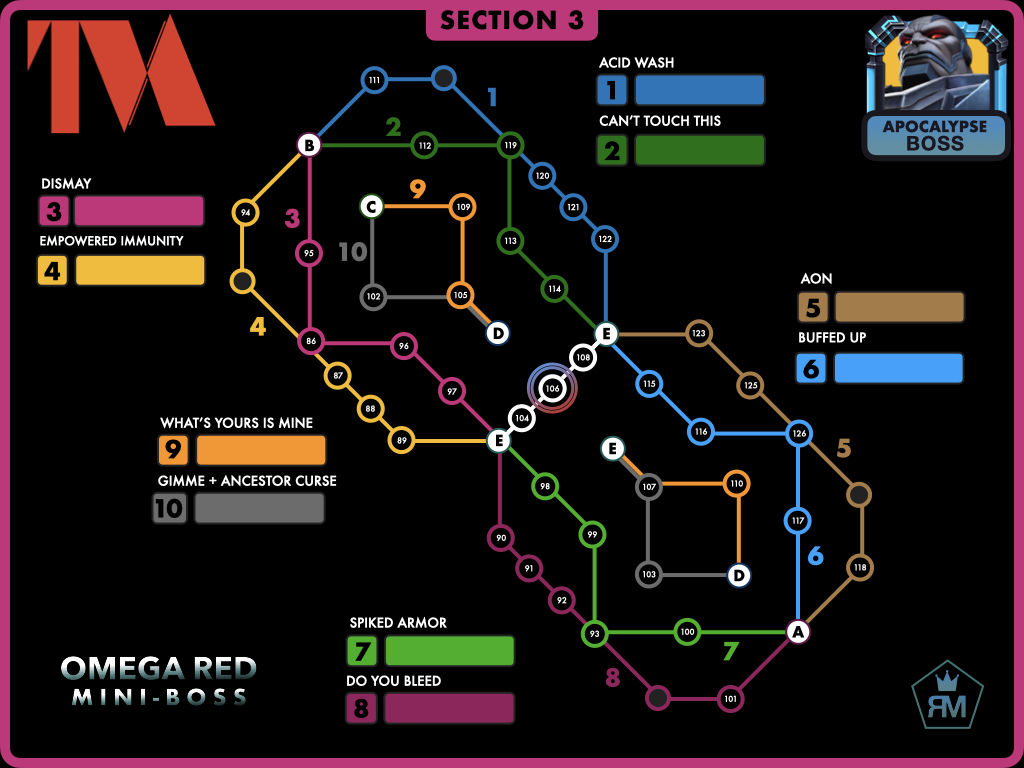 SECTION 3
TM
APOCALYPSE
BOSS
ACID WASH
1
CAN'T TOUCH THIS
2
DISMAY
3
EMPOWERED IMMUNITY
4
AON
5
BUFFED UP
6
WHAT'S YOURS IS MINE
9
GIMME + ANCESTOR CURSE
10
SPIKED ARMOR
7
DO YOU BLEED
8
OMEGA RED
MINI-BOSS
111
1
B
2
112
119
120
121
122
94
3
95
4
C
9
109
10
102
105
D
113
114
E
86
96
97
87
88
89
108
106
104
E
123
125
115
116
126
5
118
117
6
A
E
107
110
103
D
98
99
90
91
92
93
100
7
8
101
RM